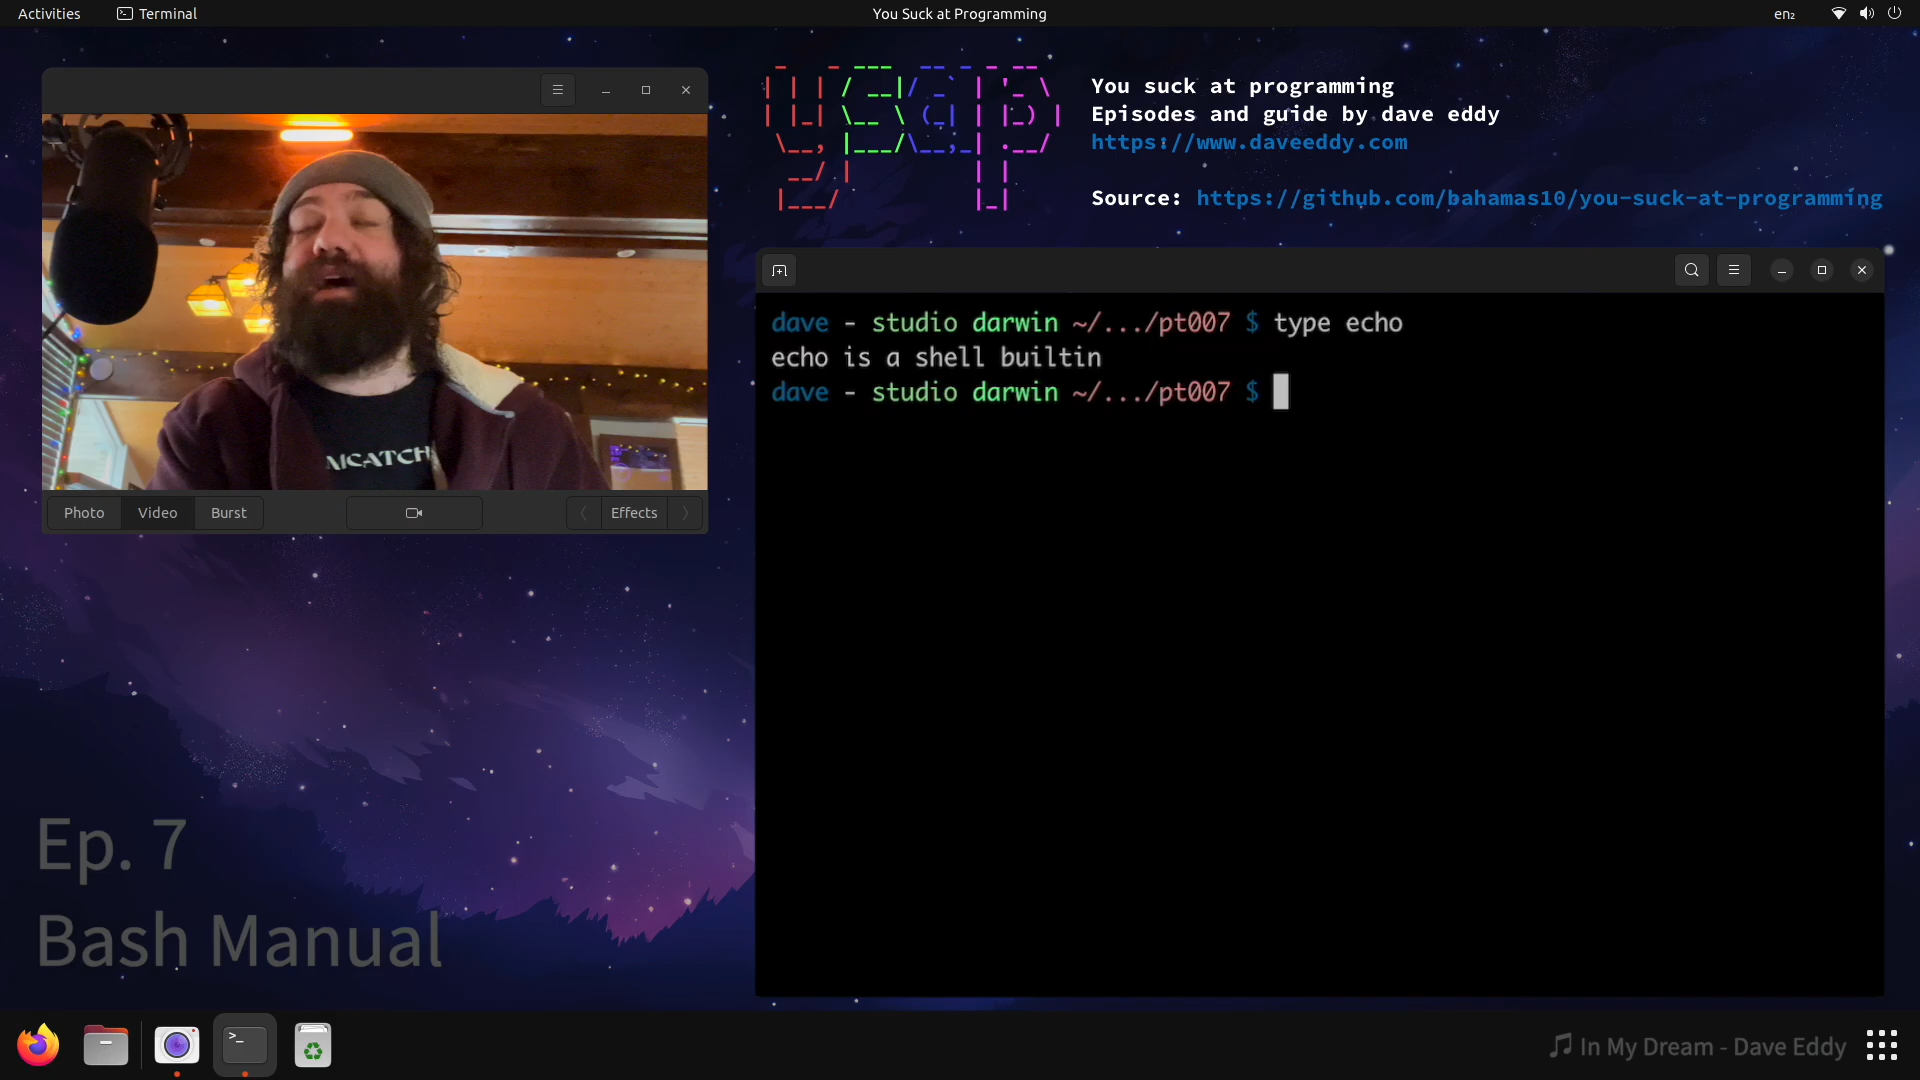 Activities
Terminal
You Suck at Programming
en₂
You suck at programming
Episodes and guide by dave eddy
https://www.daveeddy.com
Source: https://github.com/bahamas10/you-suck-at-programming
dave - studio darwin ~/.../pt007 $ type echo
echo is a shell builtin
dave - studio darwin ~/.../pt007 $
MCATCH
Photo
Video
Burst
Effects
Ep. 7
Bash Manual
In My Dream - Dave Eddy